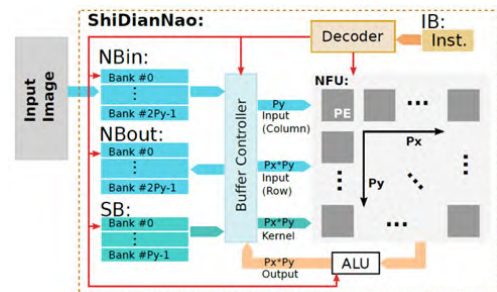 ShiDianNao:
IB:
Decoder
Inst.
Input
Image
NBin:
Bank #0
Bank #2Py-1
NBout:
Bank #0
Bank #2Py-1
SB:
Bank #0
Bank #Py-1
Buffer Controller
Py
Input
(Column)
Px*Py
Input
(Row)
Px*Py
Kernel
Px*Py
Output
NFU:
PE
Px
Py
ALU